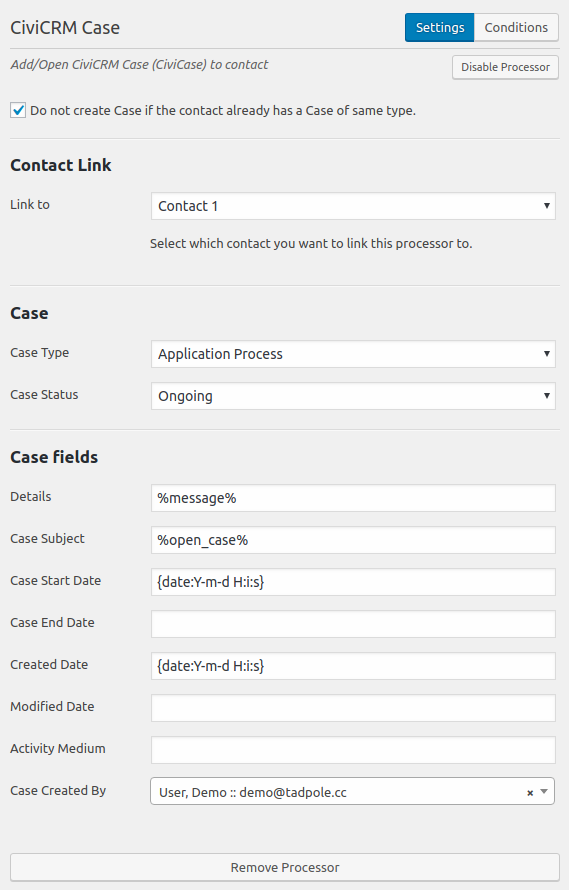 CiviCRM Case
Settings Conditions
Add/Open CiviCRM Case (CiviCase) to contact
Disable Processor
Do not create Case if the contact already has a Case of same type.
Contact Link
Link to Contact 1
Select which contact you want to link this processor to.
Case
Case Type Application Process
Case Status Ongoing
Case fields
Details %message%
Case Subject %open_case%
Case Start Date {date:Y-m-d H:i:s}
Case End Date
Created Date {date:Y-m-d H:i:s}
Modified Date
Activity Medium
Case Created By User, Demo :: demo@tadpole.cc ×
Remove Processor